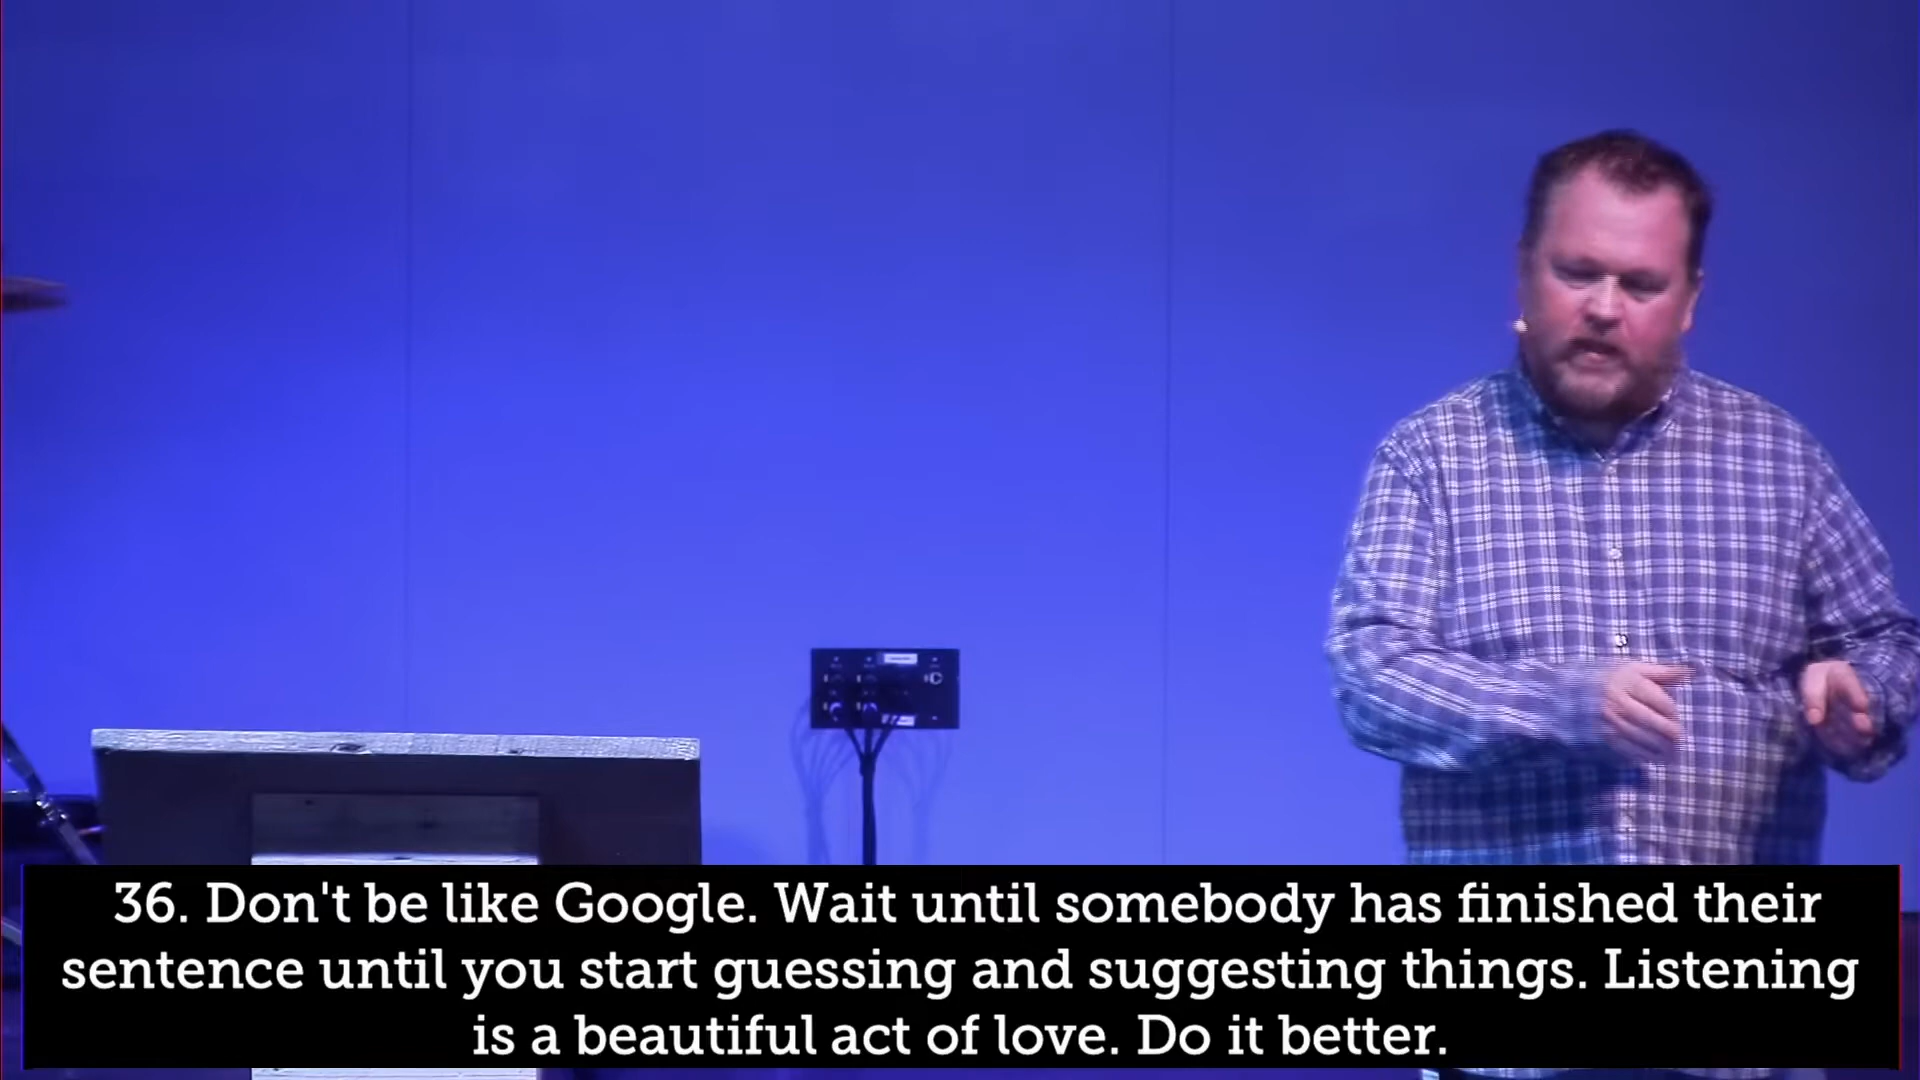 36. Don't be like Google. Wait until somebody has finished their
sentence until you start guessing and suggesting things. Listening
is a beautiful act of love. Do it better.